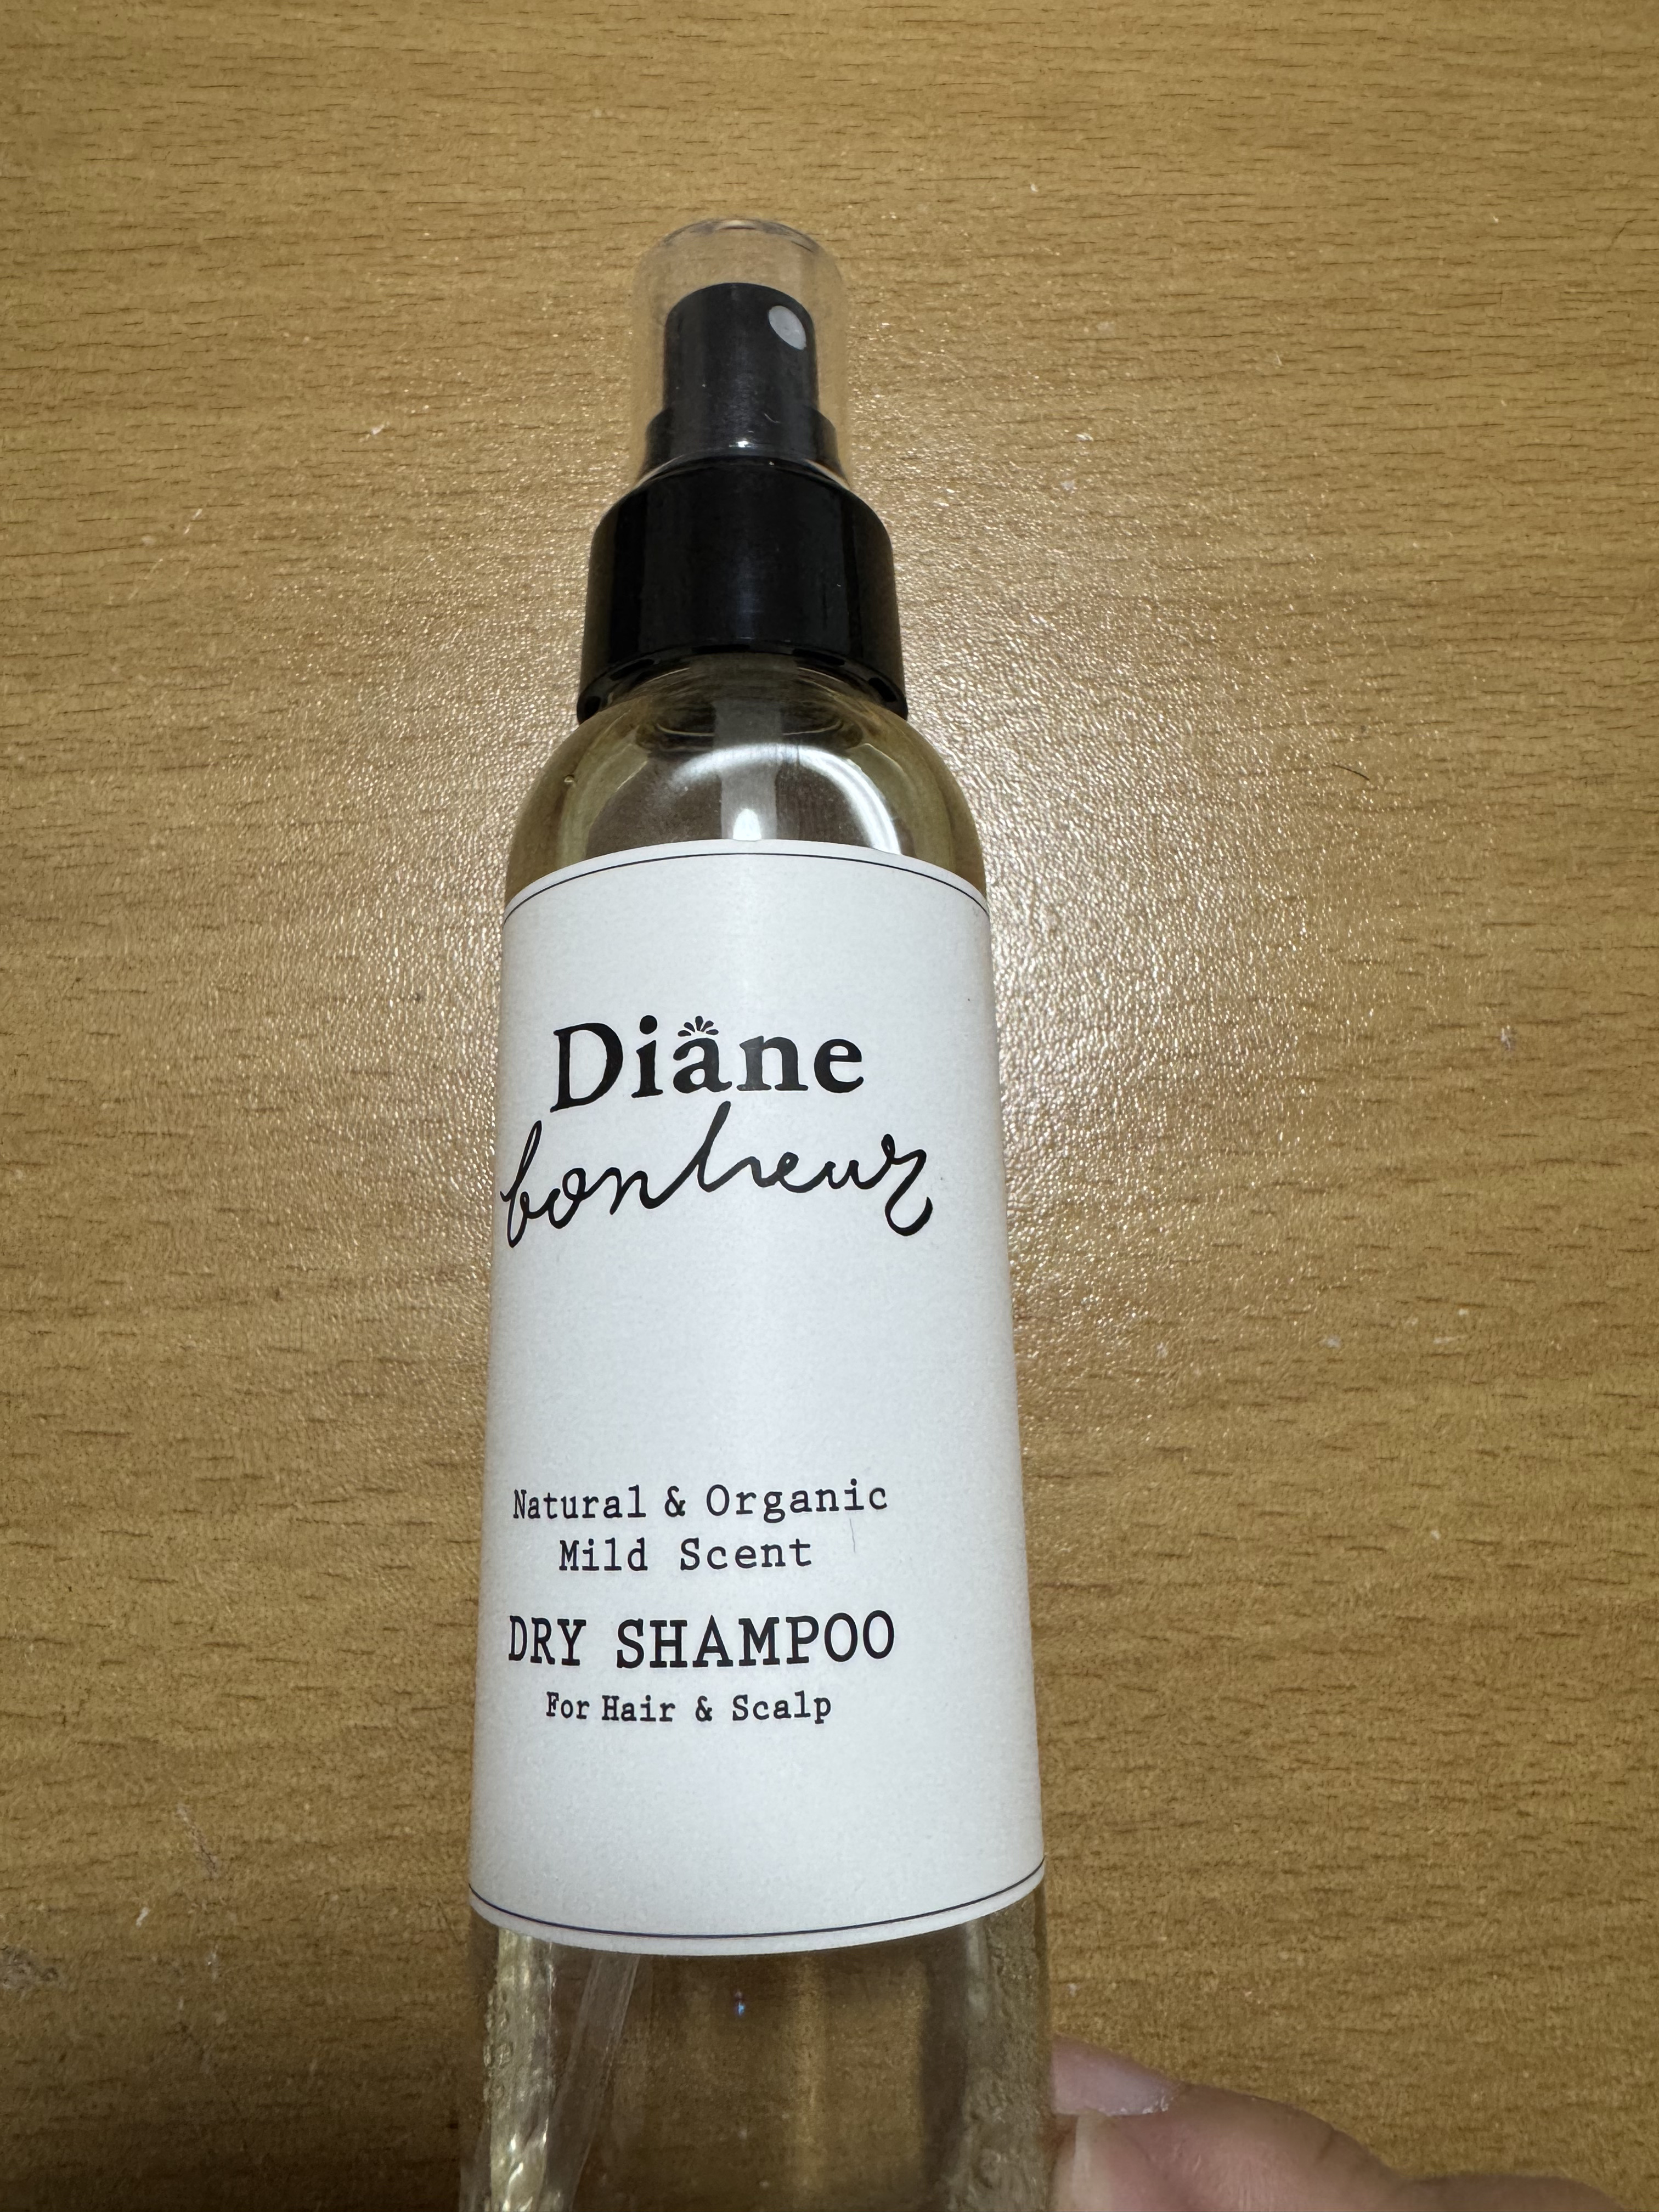 Diane
bonheur
Natural & Organic
Mild Scent
DRY SHAMPOO
For Hair & Scalp